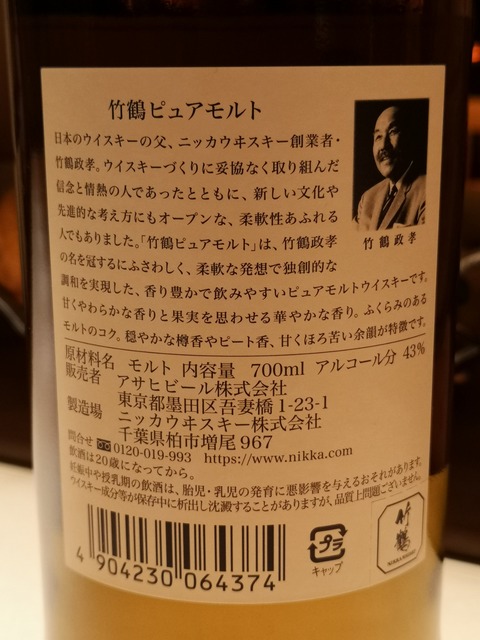 竹鶴ピュアモルト
日本のウイスキーの父、ニッカウヰスキー創業者・
竹鶴政孝。ウイスキーづくりに妥協なく取り組んだ
信念と情熱の人であったとともに、新しい文化や
先進的な考え方にもオープンな、柔軟性あふれる
人でもありました。「竹鶴ピュアモルト」は、竹鶴政孝
の名を冠するにふさわしく、柔軟な発想で独創的な
調和を実現した、香り豊かで飲みやすいピュアモルトウイスキーです。
甘くやわらかな香りと果実を思わせる華やかな香り。ふくらみのある
モルトのコク。穏やかな樽香やピート香、甘くほろ苦い余韻が特徴です。
竹鶴政孝
原材料名 モルト 内容量 700ml アルコール分 43%
販売者 アサヒビール株式会社
東京都墨田区吾妻橋1-23-1
製造場 ニッカウヰスキー株式会社
千葉県柏市増尾967
問合せ 0120-019-993 https://www.nikka.com
飲酒は20歳になってから。
妊娠中や授乳期の飲酒は、胎児・乳児の発育に悪影響を与えるおそれがあります。
ウイスキー成分等が保存中に析出し沈澱することがありますが、品質上問題ございません。
4 904230 064374
プラ
キャップ
竹鶴